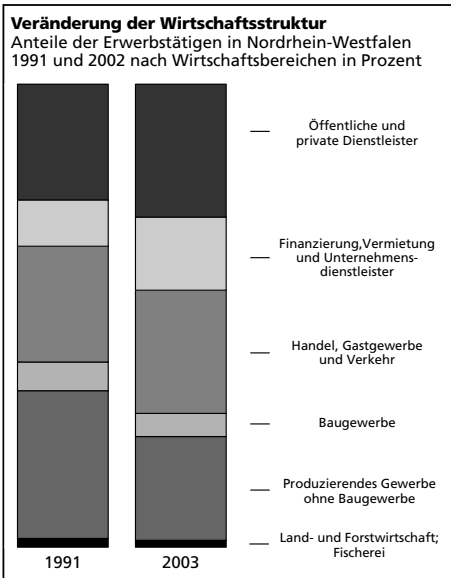 Veränderung der Wirtschaftsstruktur
Anteile der Erwerbstätigen in Nordrhein-Westfalen
1991 und 2002 nach Wirtschaftsbereichen in Prozent
Öffentliche und
private Dienstleister
Finanzierung,Vermietung
und Unternehmens-
dienstleister
Handel, Gastgewerbe
und Verkehr
Baugewerbe
Produzierendes Gewerbe
ohne Baugewerbe
Land- und Forstwirtschaft;
Fischerei
1991
2003